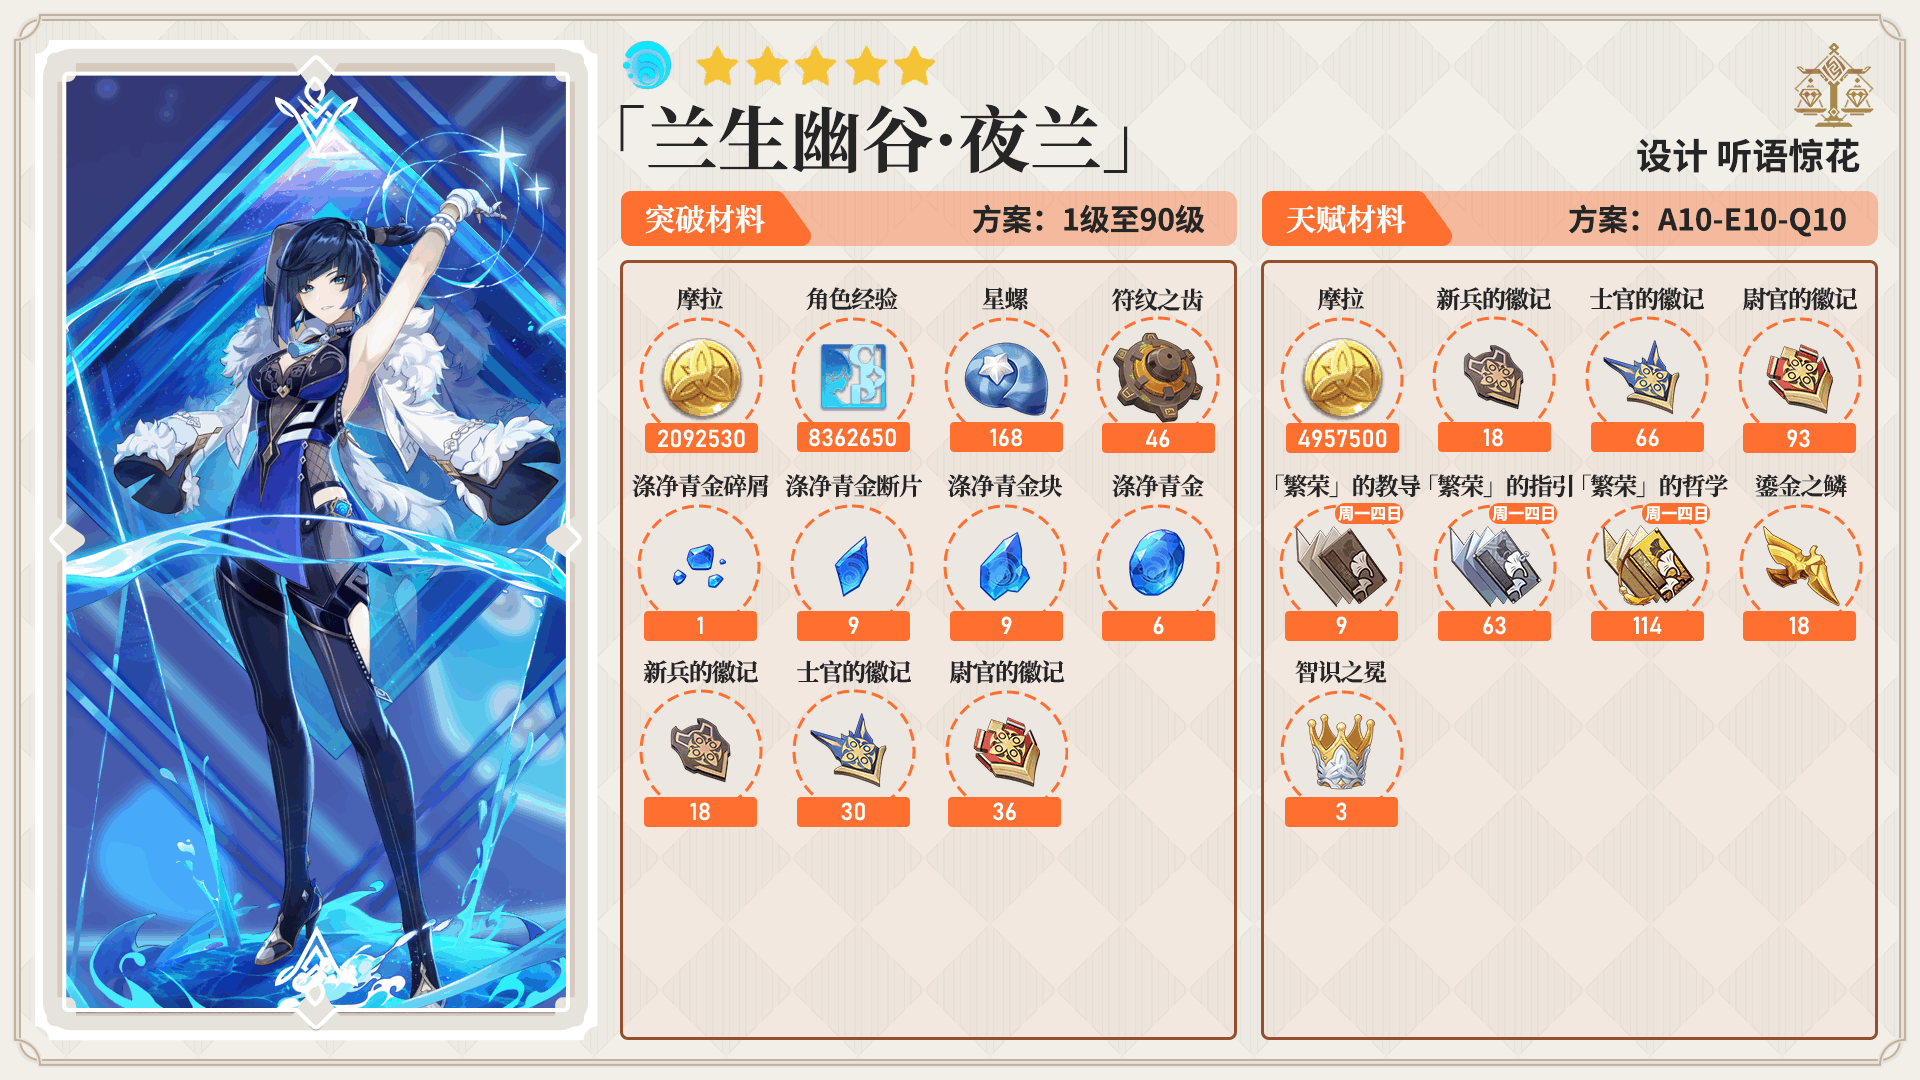 「兰生幽谷·夜兰」
设计 听语惊花
突破材料
方案：1级至90级
摩拉 角色经验 星螺 符纹之齿
2092530 8362650 168 46
涤净青金碎屑 涤净青金断片 涤净青金块 涤净青金
1 9 9 6
新兵的徽记 士官的徽记 尉官的徽记
18 30 36
天赋材料
方案：A10-E10-Q10
摩拉 新兵的徽记 士官的徽记 尉官的徽记
4957500 18 66 93
「繁荣」的教导 「繁荣」的指引 「繁荣」的哲学 鎏金之鳞
周一四日 周一四日 周一四日
9 63 114 18
智识之冕
3